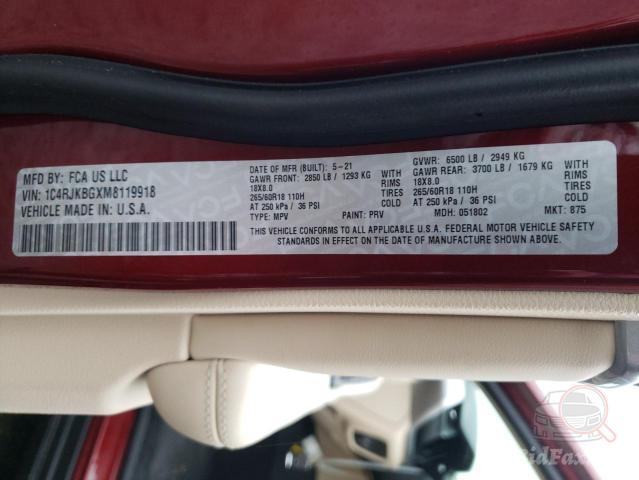 MFD BY: FCA US LLC
VIN: 1C4RJKBGXM8119918
VEHICLE MADE IN: U.S.A.
DATE OF MFR (BUILT): 5-21
GAWR FRONT: 2850 LB / 1293 KG WITH
18X8.0 RIMS
265/60R18 110H TIRES
AT 250 kPa / 36 PSI COLD
TYPE: MPV PAINT: PRV
GVWR: 6500 LB / 2949 KG
GAWR REAR: 3700 LB / 1679 KG WITH
18X8.0 RIMS
265/60R18 110H TIRES
AT 250 kPa / 36 PSI COLD
MDH: 051802 MKT: 875
THIS VEHICLE CONFORMS TO ALL APPLICABLE U.S.A. FEDERAL MOTOR VEHICLE SAFETY
STANDARDS IN EFFECT ON THE DATE OF MANUFACTURE SHOWN ABOVE.
BidFax